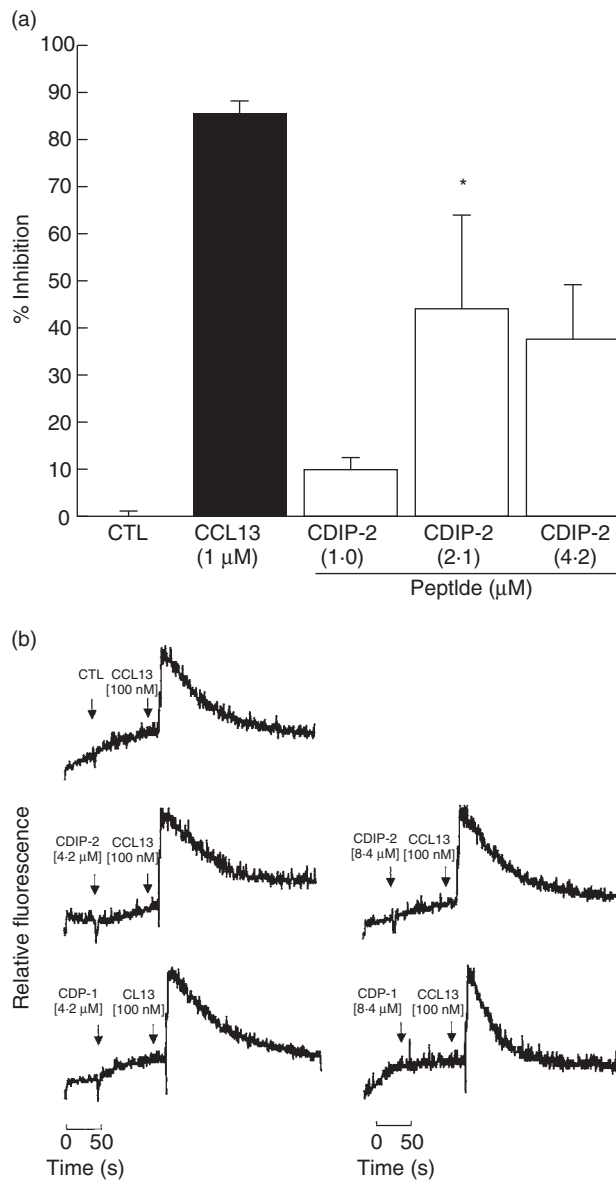 (a)
100
90
80
70
60
50
40
30
20
10
0
% Inhibition
*
CTL CCL13 CDIP-2 CDIP-2 CDIP-2
(1 µM) (1·0) (2·1) (4·2)
Peptlde (µM)
(b)
CTL CCL13
[100 nM]
CDIP-2 CCL13
[4·2 µM] [100 nM]
CDIP-2 CCL13
[8·4 µM] [100 nM]
CDP-1 CL13
[4·2 µM] [100 nM]
CDP-1 CCL13
[8·4 µM] [100 nM]
Relative fluorescence
0 50
Time (s)
0 50
Time (s)